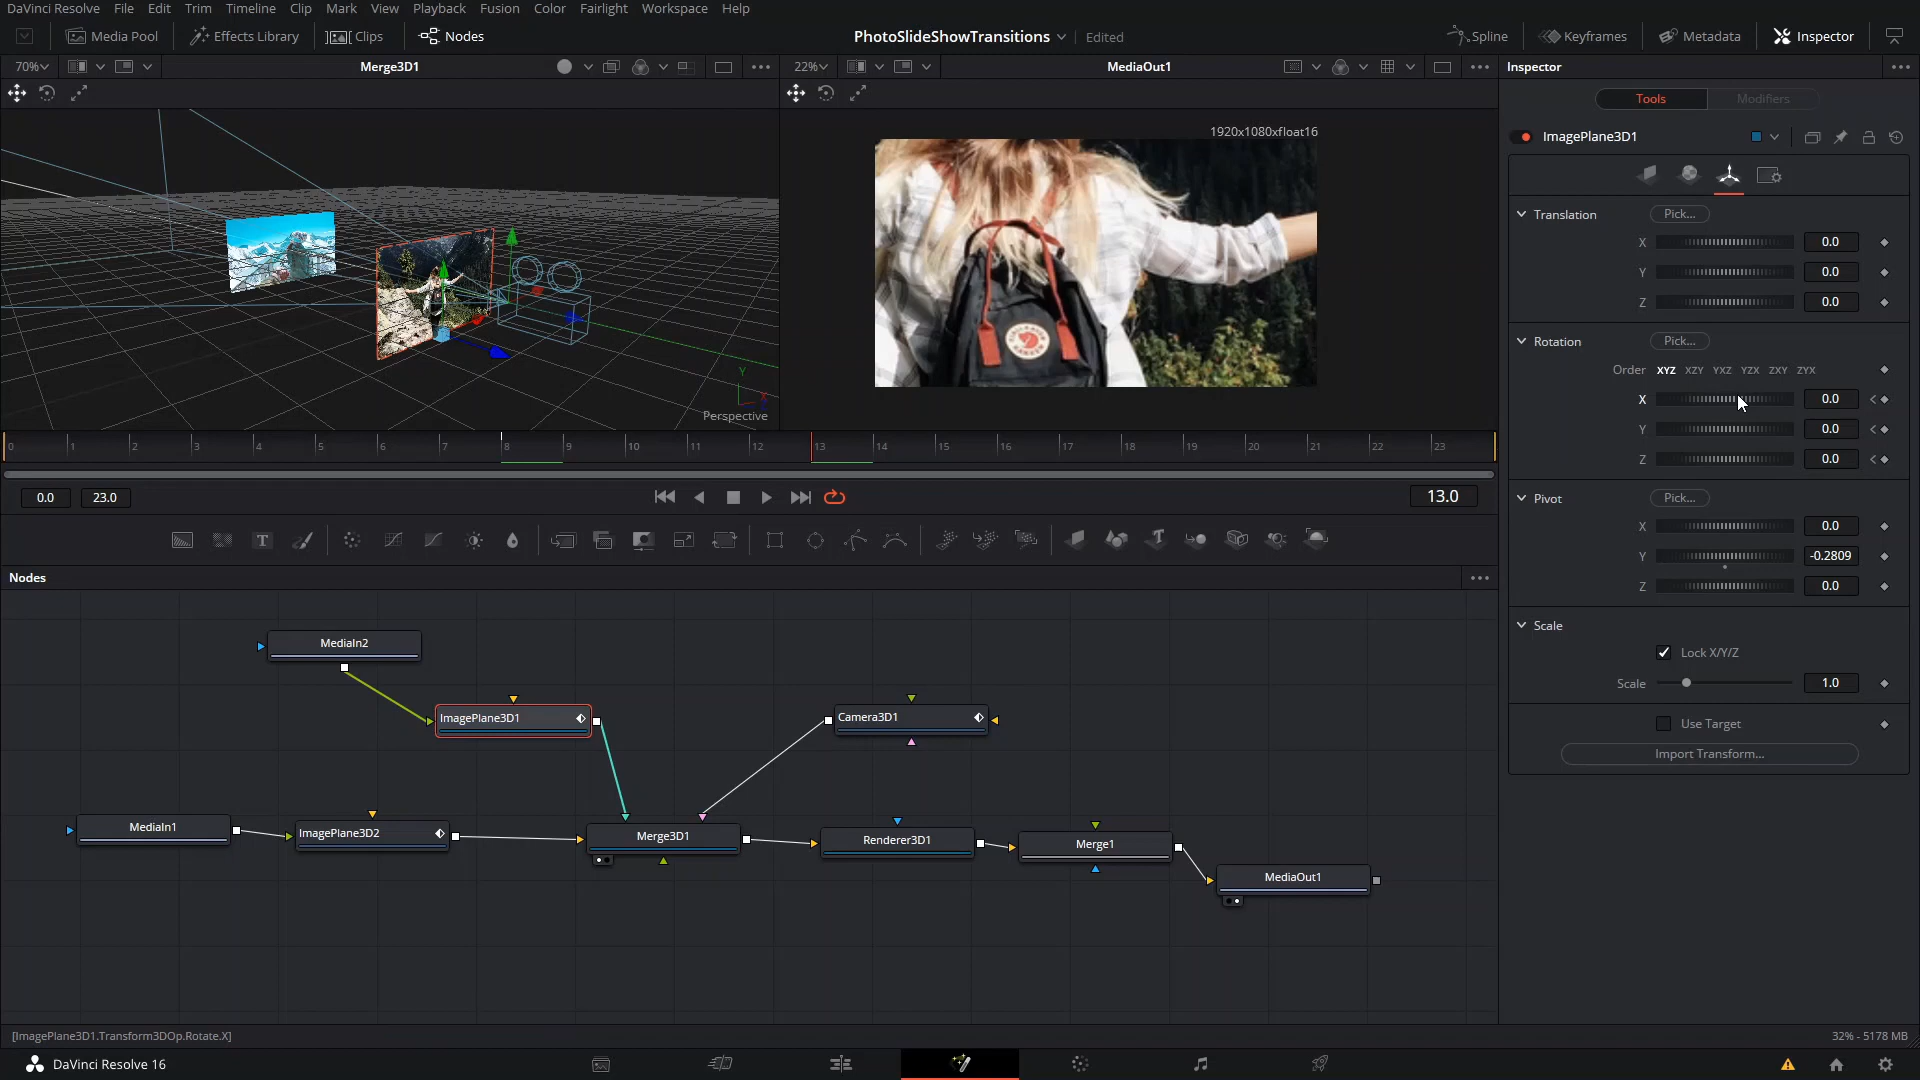 DaVinci Resolve File Edit Trim Timeline Clip Mark View Playback Fusion Color Fairlight Workspace Help
Media Pool Effects Library Clips Nodes PhotoSlideShowTransitions Edited Spline Keyframes Metadata Inspector
70% Merge3D1 22% MediaOut1 Inspector
Tools Modifiers
1920x1080xfloat16
ImagePlane3D1
Translation Pick...
X 0.0
Y 0.0
Z 0.0
Rotation Pick...
Order XYZ XZY YXZ YZX ZXY ZYX
X 0.0
Y 0.0
Z 0.0
Y
X
Perspective
0 1 2 3 4 5 6 7 8 9 10 11 12 13 14 15 16 17 18 19 20 21 22 23
0.0 23.0 13.0
Pivot Pick...
X 0.0
Y -0.2809
Z 0.0
T
T
Nodes
Scale
Lock X/Y/Z
Scale 1.0
Use Target
Import Transform...
MediaIn2
ImagePlane3D1
Camera3D1
MediaIn1
ImagePlane3D2
Merge3D1
Renderer3D1
Merge1
MediaOut1
[ImagePlane3D1.Transform3DOp.Rotate.X] 32% - 5178 MB
DaVinci Resolve 16